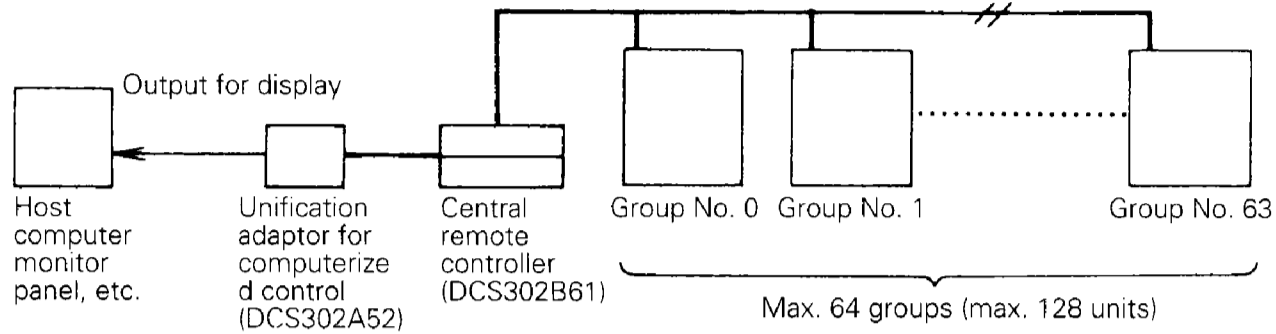 Output for display
Host
computer
monitor
panel, etc.
Unification
adaptor for
computerize
d control
(DCS302A52)
Central
remote
controller
(DCS302B61)
Group No. 0
Group No. 1
Group No. 63
Max. 64 groups (max. 128 units)